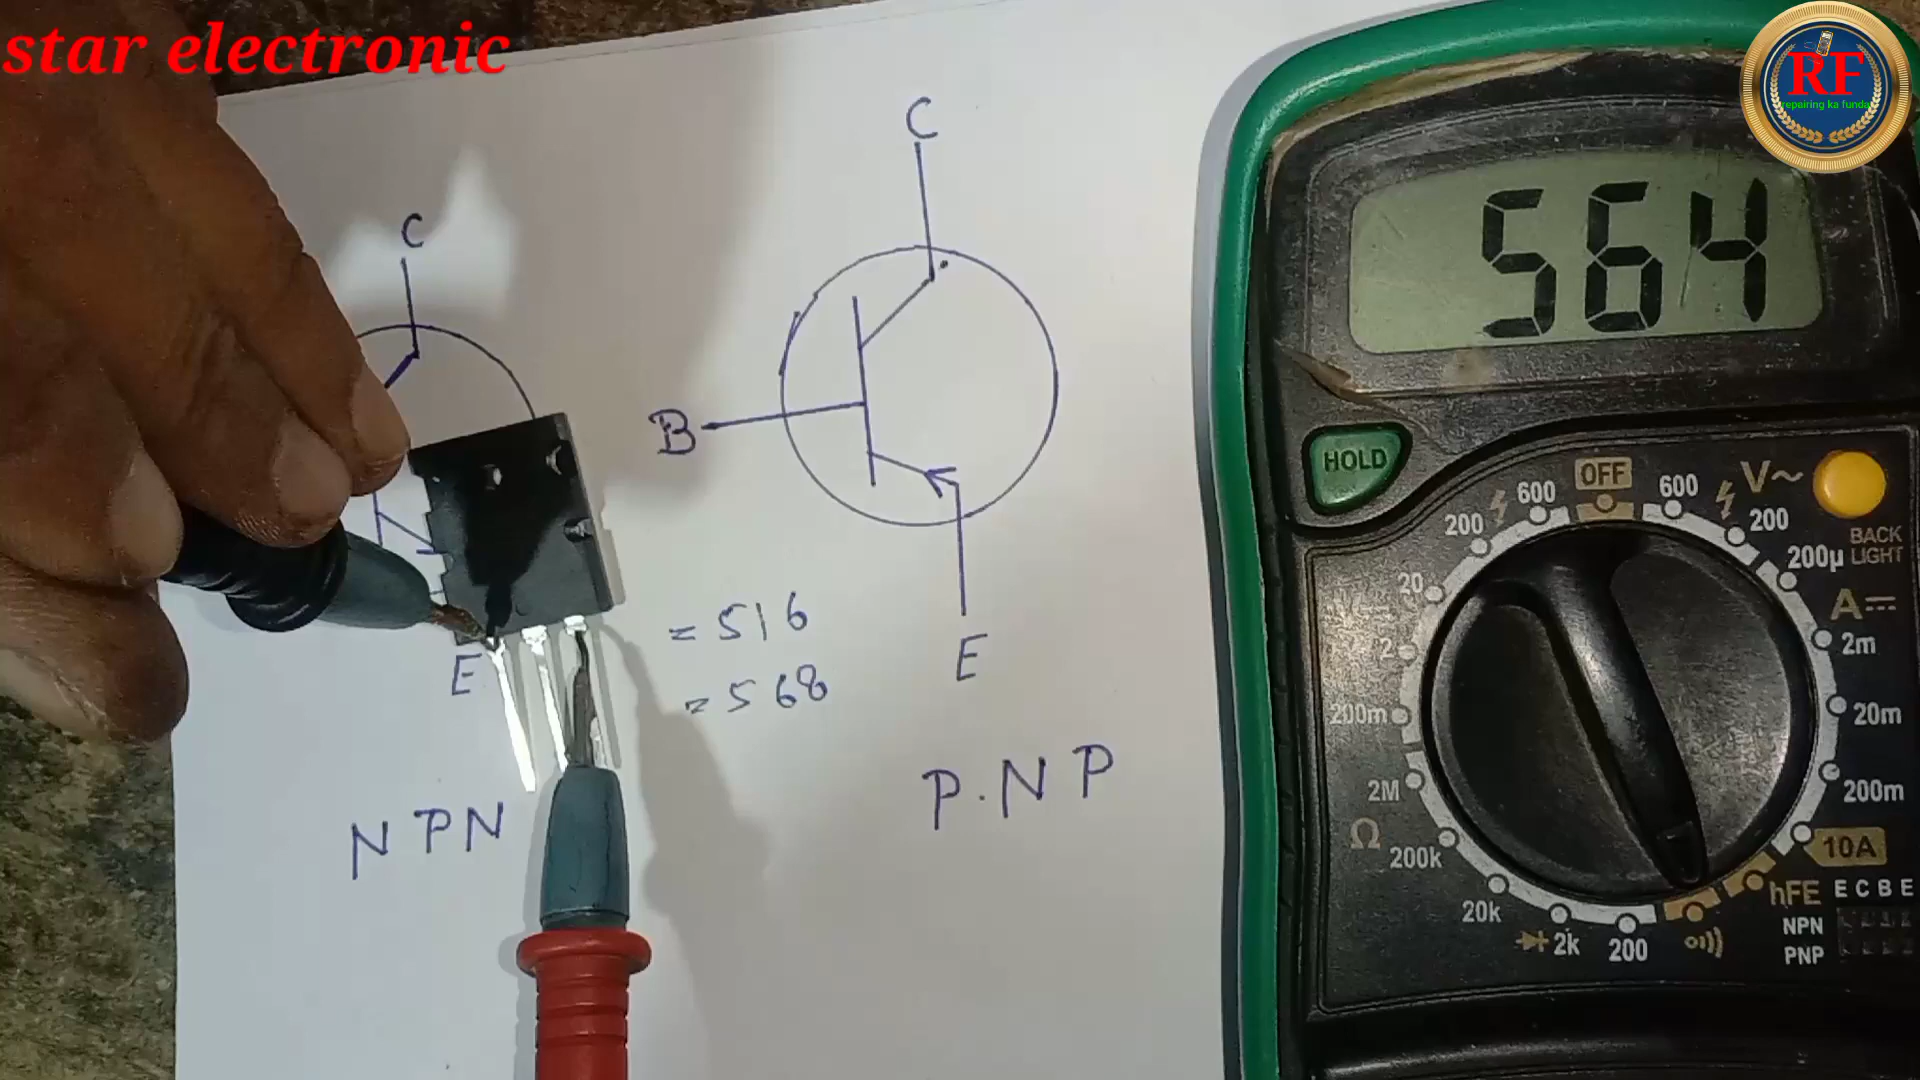 star electronic
RF
repairing ka funda
C
C
564
B
HOLD
OFF
600
600
V~
200
200
200µ
BACK
LIGHT
20
A
2
2m
200m
20m
2M
200m
Ω
200k
10A
20k
hFE
E C B E
2k
200
NPN
PNP
E
E
= 516
= 568
P.NP
NPN